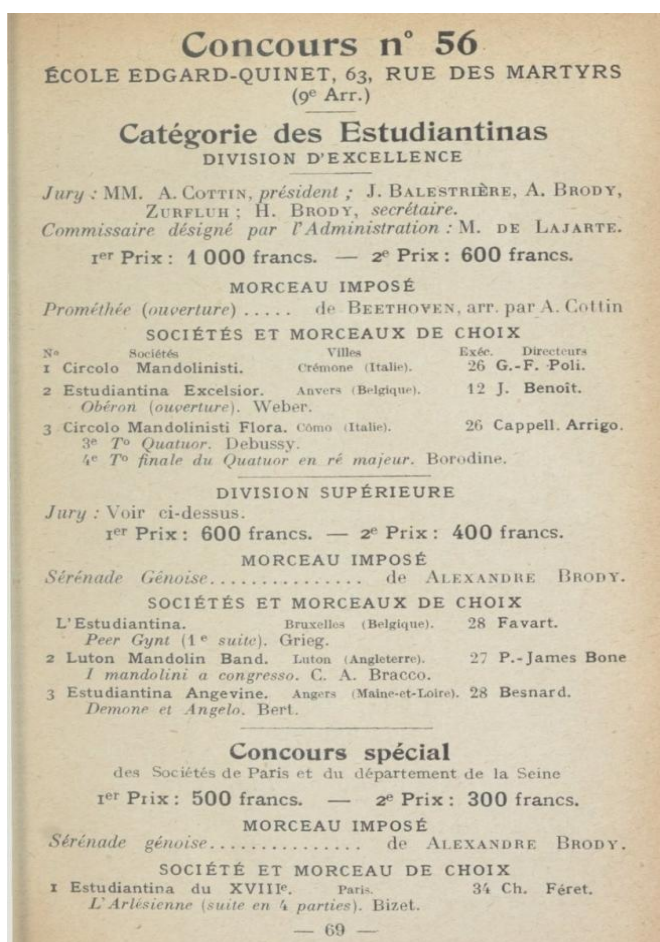 Concours n° 56
ÉCOLE EDGARD-QUINET, 63, RUE DES MARTYRS
(9e Arr.)
Catégorie des Estudiantinas
DIVISION D'EXCELLENCE
Jury : MM. A. COTTIN, président ; J. BALESTRIÈRE, A. BRODY,
ZURFLUH ; H. BRODY, secrétaire.
Commissaire désigné par l'Administration : M. DE LAJARTE.
1er Prix : 1 000 francs. — 2e Prix : 600 francs.
MORCEAU IMPOSÉ
Prométhée (ouverture) ..... de BEETHOVEN, arr. par A. Cottin
SOCIÉTÉS ET MORCEAUX DE CHOIX
Nº Sociétés Villes Exéc. Directeurs
1 Circolo Mandolinisti. Crémone (Italie). 26 G.-F. Poli.
2 Estudiantina Excelsior. Anvers (Belgique). 12 J. Benoît.
Obéron (ouverture). Weber.
3 Circolo Mandolinisti Flora. Cômo (Italie). 26 Cappell. Arrigo.
3e To Quatuor. Debussy.
4e To finale du Quatuor en ré majeur. Borodine.
DIVISION SUPÉRIEURE
Jury : Voir ci-dessus.
1er Prix : 600 francs. — 2e Prix : 400 francs.
MORCEAU IMPOSÉ
Sérénade Génoise............... de ALEXANDRE BRODY.
SOCIÉTÉS ET MORCEAUX DE CHOIX
L'Estudiantina. Bruxelles (Belgique). 28 Favart.
Peer Gynt (1e suite). Grieg.
2 Luton Mandolin Band. Luton (Angleterre). 27 P.-James Bone
I mandolini a congresso. C. A. Bracco.
3 Estudiantina Angevine. Angers (Maine-et-Loire). 28 Besnard.
Demone et Angelo. Bert.
Concours spécial
des Sociétés de Paris et du département de la Seine
1er Prix : 500 francs. — 2e Prix : 300 francs.
MORCEAU IMPOSÉ
Sérénade génoise............... de ALEXANDRE BRODY.
SOCIÉTÉ ET MORCEAU DE CHOIX
1 Estudiantina du XVIIIe. Paris. 34 Ch. Féret.
L'Arlésienne (suite en 4 parties). Bizet.
— 69 —